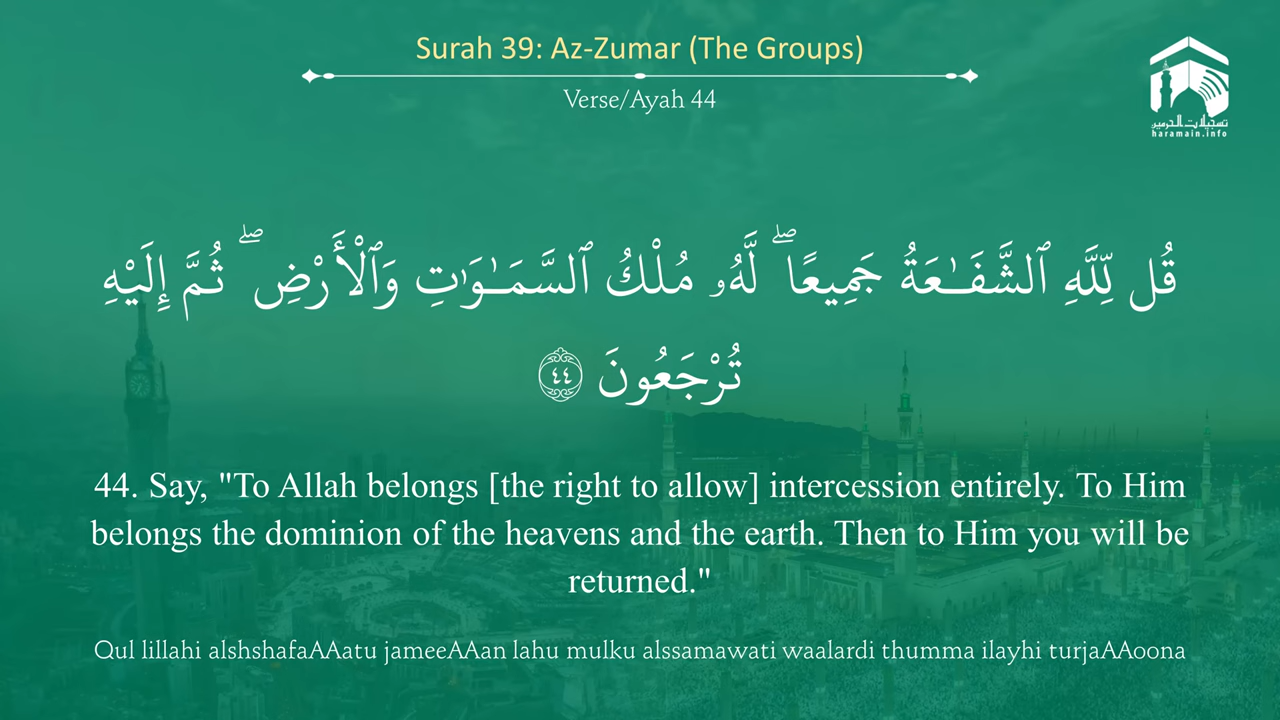 Surah 39: Az-Zumar (The Groups)
Verse/Ayah 44
تسجيلات الحرمين
haramain.info
قُل لِّلَّهِ ٱلشَّفَـٰعَةُ جَمِيعًا ۖ لَّهُۥ مُلْكُ ٱلسَّمَـٰوَٰتِ وَٱلْأَرْضِ ۖ ثُمَّ إِلَيْهِ
تُرْجَعُونَ ٤٤
44. Say, "To Allah belongs [the right to allow] intercession entirely. To Him
belongs the dominion of the heavens and the earth. Then to Him you will be
returned."
Qul lillahi alshshafaAAatu jameeAAan lahu mulku alssamawati waalardi thumma ilayhi turjaAAoona